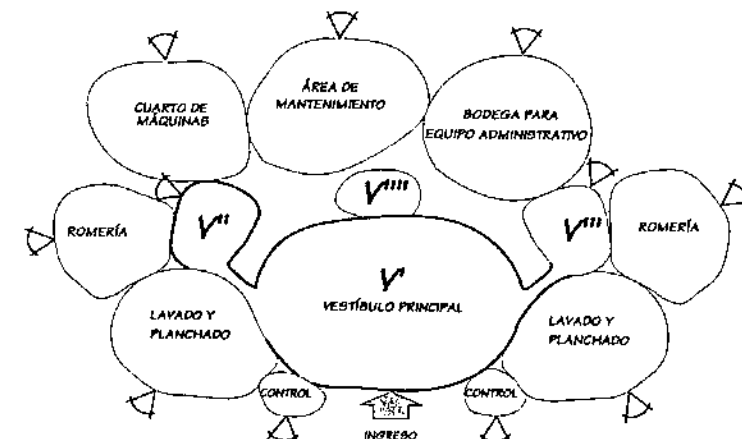 ÁREA DE
MANTENIMIENTO
CUARTO DE
MÁQUINAS
BODEGA PARA
EQUIPO ADMINISTRATIVO
V''''
ROMERÍA
V''
V'''
ROMERÍA
V'
VESTÍBULO PRINCIPAL
LAVADO Y
PLANCHADO
LAVADO Y
PLANCHADO
CONTROL
CONTROL
INGRESO